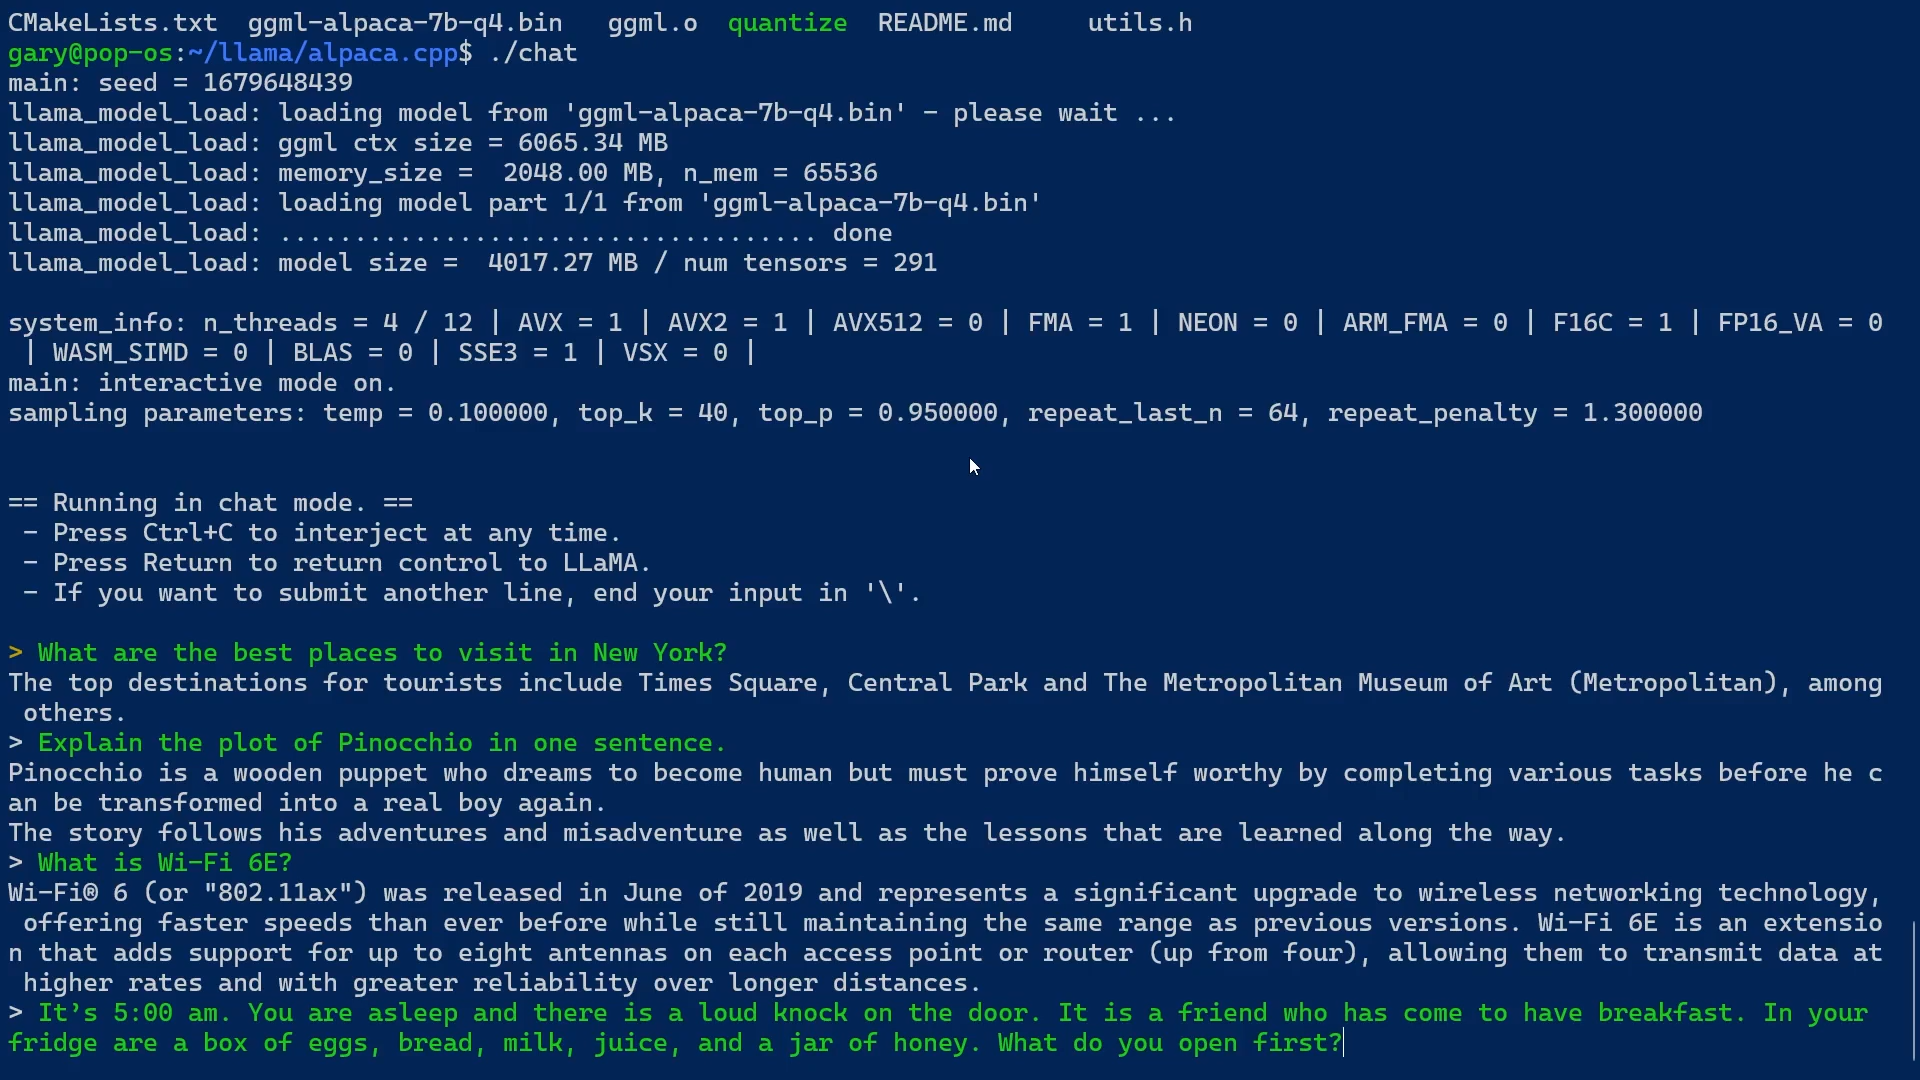 CMakeLists.txt  ggml-alpaca-7b-q4.bin   ggml.o  quantize  README.md     utils.h
gary@pop-os:~/llama/alpaca.cpp$ ./chat
main: seed = 1679648439
llama_model_load: loading model from 'ggml-alpaca-7b-q4.bin' - please wait ...
llama_model_load: ggml ctx size = 6065.34 MB
llama_model_load: memory_size =  2048.00 MB, n_mem = 65536
llama_model_load: loading model part 1/1 from 'ggml-alpaca-7b-q4.bin'
llama_model_load: .................................... done
llama_model_load: model size =  4017.27 MB / num tensors = 291
system_info: n_threads = 4 / 12 | AVX = 1 | AVX2 = 1 | AVX512 = 0 | FMA = 1 | NEON = 0 | ARM_FMA = 0 | F16C = 1 | FP16_VA = 0
 | WASM_SIMD = 0 | BLAS = 0 | SSE3 = 1 | VSX = 0 |
main: interactive mode on.
sampling parameters: temp = 0.100000, top_k = 40, top_p = 0.950000, repeat_last_n = 64, repeat_penalty = 1.300000
== Running in chat mode. ==
 - Press Ctrl+C to interject at any time.
 - Press Return to return control to LLaMA.
 - If you want to submit another line, end your input in '\'.
> What are the best places to visit in New York?
The top destinations for tourists include Times Square, Central Park and The Metropolitan Museum of Art (Metropolitan), among
 others.
> Explain the plot of Pinocchio in one sentence.
Pinocchio is a wooden puppet who dreams to become human but must prove himself worthy by completing various tasks before he c
an be transformed into a real boy again.
The story follows his adventures and misadventure as well as the lessons that are learned along the way.
> What is Wi-Fi 6E?
Wi-Fi® 6 (or "802.11ax") was released in June of 2019 and represents a significant upgrade to wireless networking technology,
 offering faster speeds than ever before while still maintaining the same range as previous versions. Wi-Fi 6E is an extensio
n that adds support for up to eight antennas on each access point or router (up from four), allowing them to transmit data at
 higher rates and with greater reliability over longer distances.
> It’s 5:00 am. You are asleep and there is a loud knock on the door. It is a friend who has come to have breakfast. In your
fridge are a box of eggs, bread, milk, juice, and a jar of honey. What do you open first?